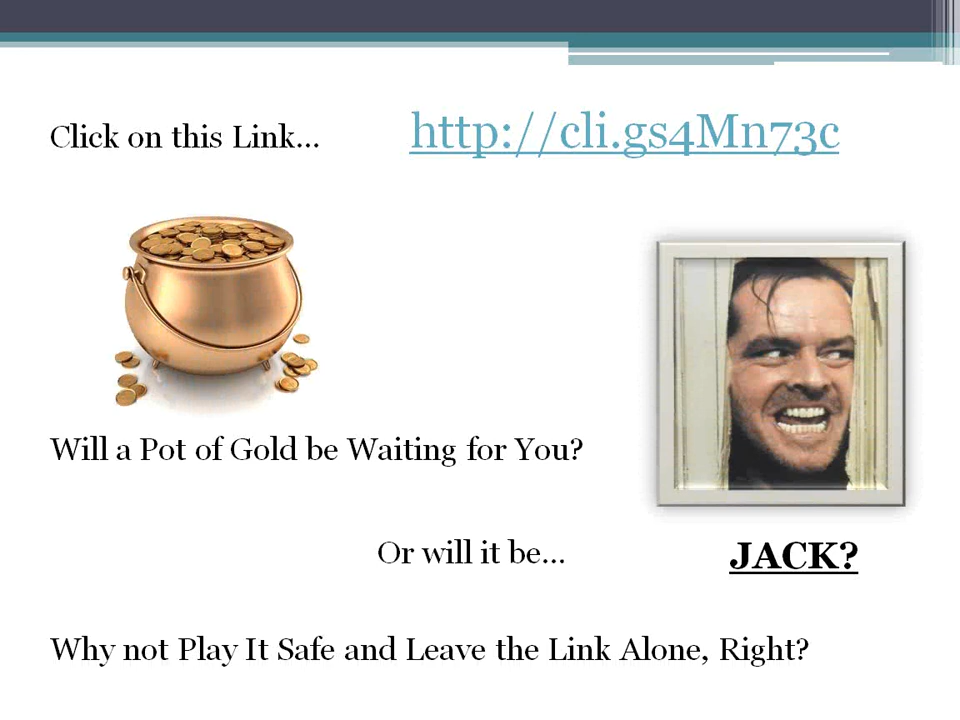 Click on this Link...
http://cli.gs4Mn73c
Will a Pot of Gold be Waiting for You?
Or will it be...
JACK?
Why not Play It Safe and Leave the Link Alone, Right?